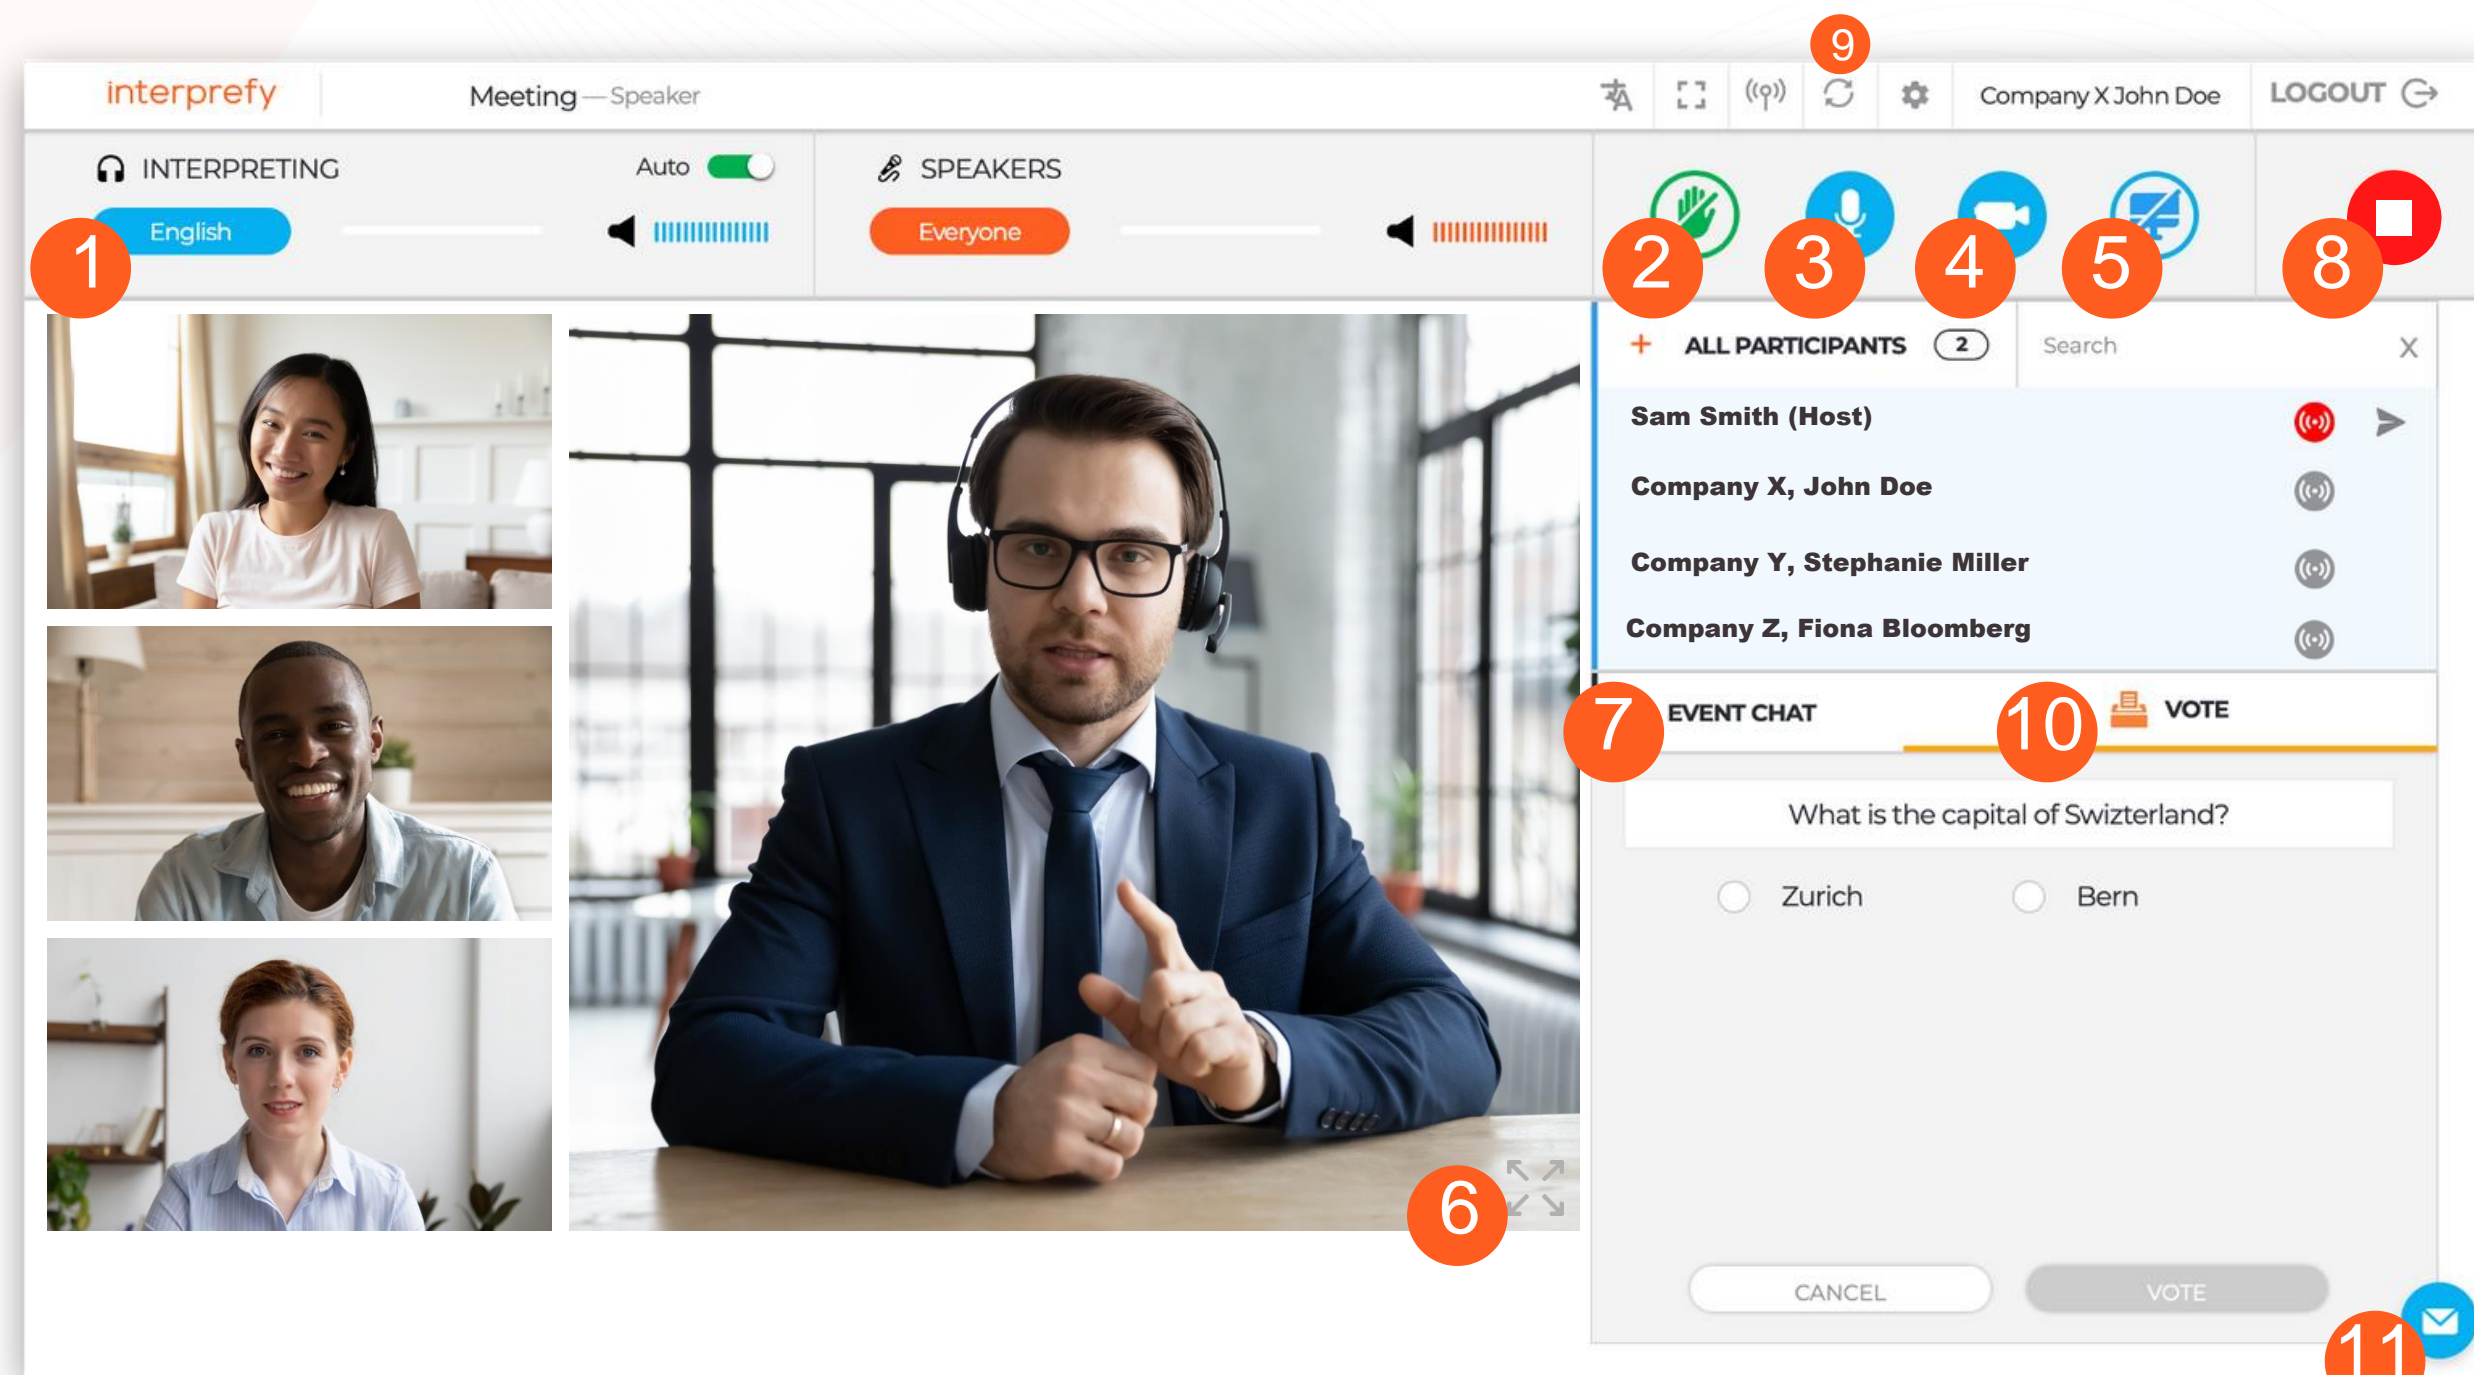 9
interprefy
Meeting — Speaker
Company X John Doe
LOGOUT
INTERPRETING
Auto
SPEAKERS
English
Everyone
1
2
3
4
5
8
+ ALL PARTICIPANTS 2
Search
X
Sam Smith (Host)
Company X, John Doe
Company Y, Stephanie Miller
Company Z, Fiona Bloomberg
7
EVENT CHAT
10
VOTE
What is the capital of Swizterland?
Zurich
Bern
6
CANCEL
VOTE
11